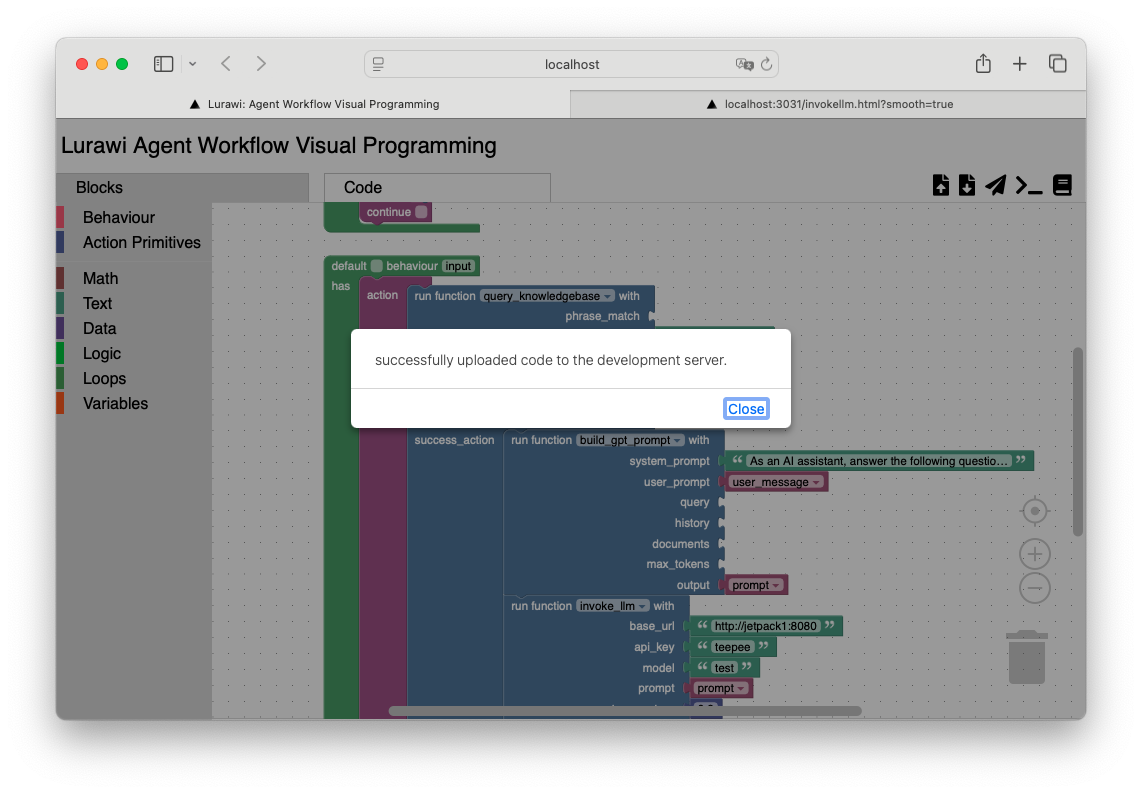 localhost
Lurawi: Agent Workflow Visual Programming
localhost:3031/invokellm.html?smooth=true
Lurawi Agent Workflow Visual Programming
Blocks
Code
Behaviour
Action Primitives
Math
Text
Data
Logic
Loops
Variables
continue
default behaviour input
has
action run function query_knowledgebase with
phrase_match
successfully uploaded code to the development server.
Close
success_action run function build_gpt_prompt with
system_prompt “ As an AI assistant, answer the following questio... ”
user_prompt user_message
query
history
documents
max_tokens
output prompt
run function invoke_llm with
base_url “ http://jetpack1:8080 ”
api_key “ teepee ”
model “ test ”
prompt prompt